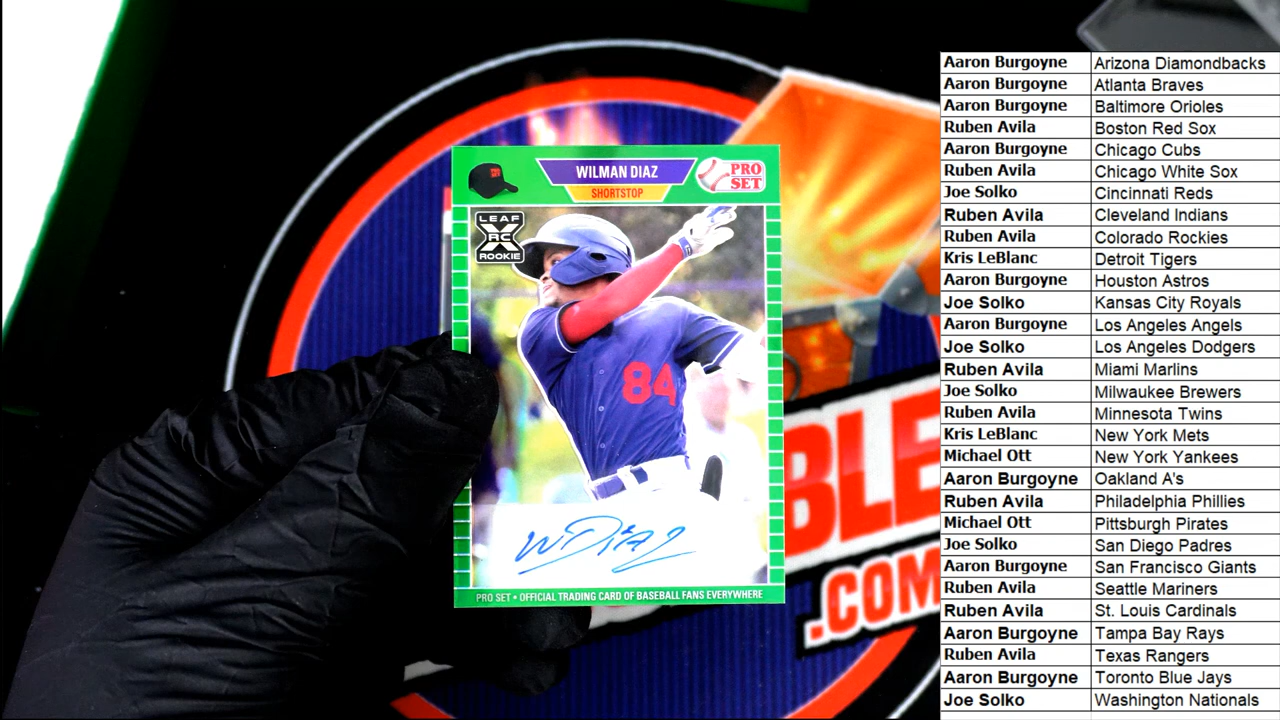 WILMAN DIAZ
SHORTSTOP
PRO
SET
LEAF
X
RC
ROOKIE
84
W DIAZ
PRO SET • OFFICIAL TRADING CARD OF BASEBALL FANS EVERYWHERE
BLE
.COM
Aaron Burgoyne Arizona Diamondbacks
Aaron Burgoyne Atlanta Braves
Aaron Burgoyne Baltimore Orioles
Ruben Avila Boston Red Sox
Aaron Burgoyne Chicago Cubs
Ruben Avila Chicago White Sox
Joe Solko Cincinnati Reds
Ruben Avila Cleveland Indians
Ruben Avila Colorado Rockies
Kris LeBlanc Detroit Tigers
Aaron Burgoyne Houston Astros
Joe Solko Kansas City Royals
Aaron Burgoyne Los Angeles Angels
Joe Solko Los Angeles Dodgers
Ruben Avila Miami Marlins
Joe Solko Milwaukee Brewers
Ruben Avila Minnesota Twins
Kris LeBlanc New York Mets
Michael Ott New York Yankees
Aaron Burgoyne Oakland A's
Ruben Avila Philadelphia Phillies
Michael Ott Pittsburgh Pirates
Joe Solko San Diego Padres
Aaron Burgoyne San Francisco Giants
Ruben Avila Seattle Mariners
Ruben Avila St. Louis Cardinals
Aaron Burgoyne Tampa Bay Rays
Ruben Avila Texas Rangers
Aaron Burgoyne Toronto Blue Jays
Joe Solko Washington Nationals